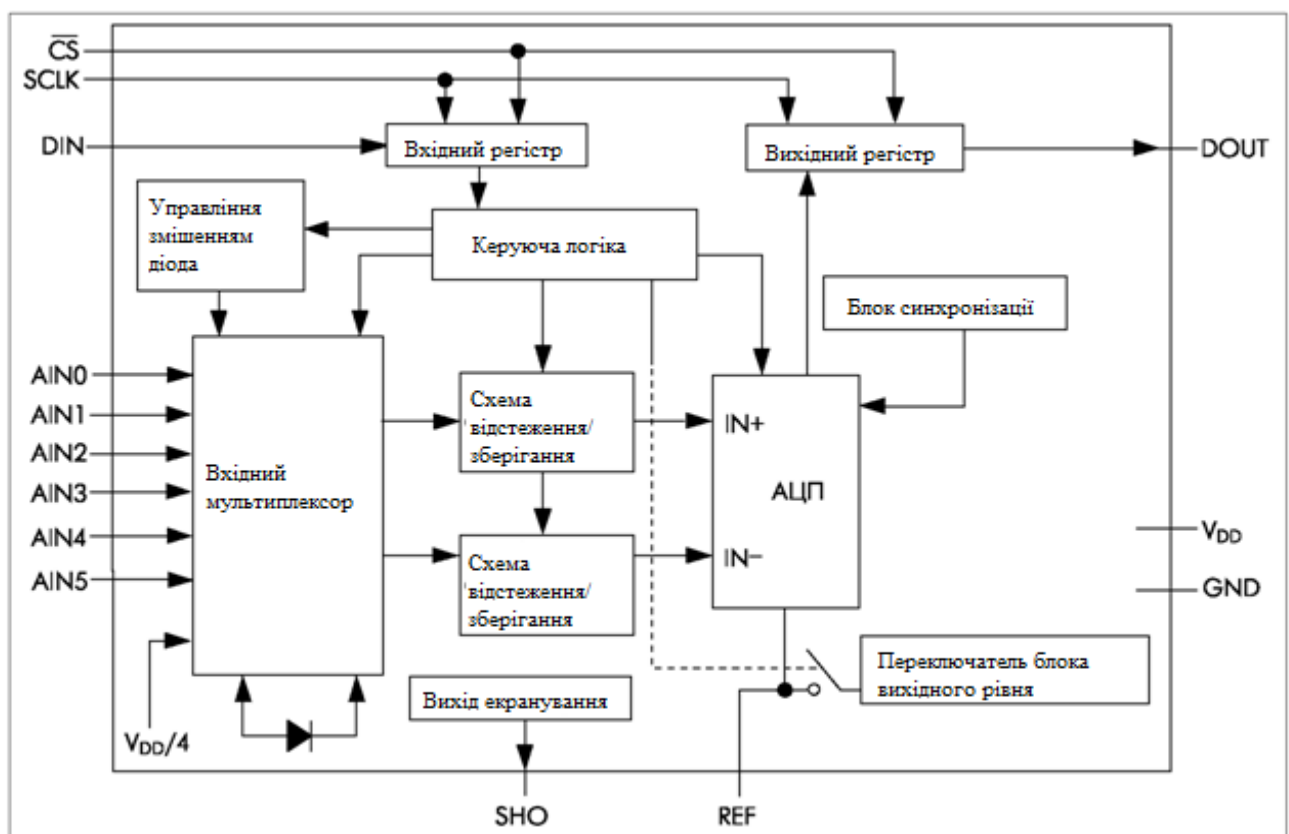 CS
SCLK
DIN
Вхідний регістр
Вихідний регістр
DOUT
Управління
змішенням
діода
Керуюча логіка
Блок синхронізації
AIN0
AIN1
AIN2
AIN3
AIN4
AIN5
Вхідний
мультиплексор
Схема
'відстеження/
зберігання
IN+
АЦП
IN−
Схема
'відстеження/
зберігання
VDD
GND
Переключатель блока
вихідного рівня
Вихід екранування
VDD/4
SHO
REF